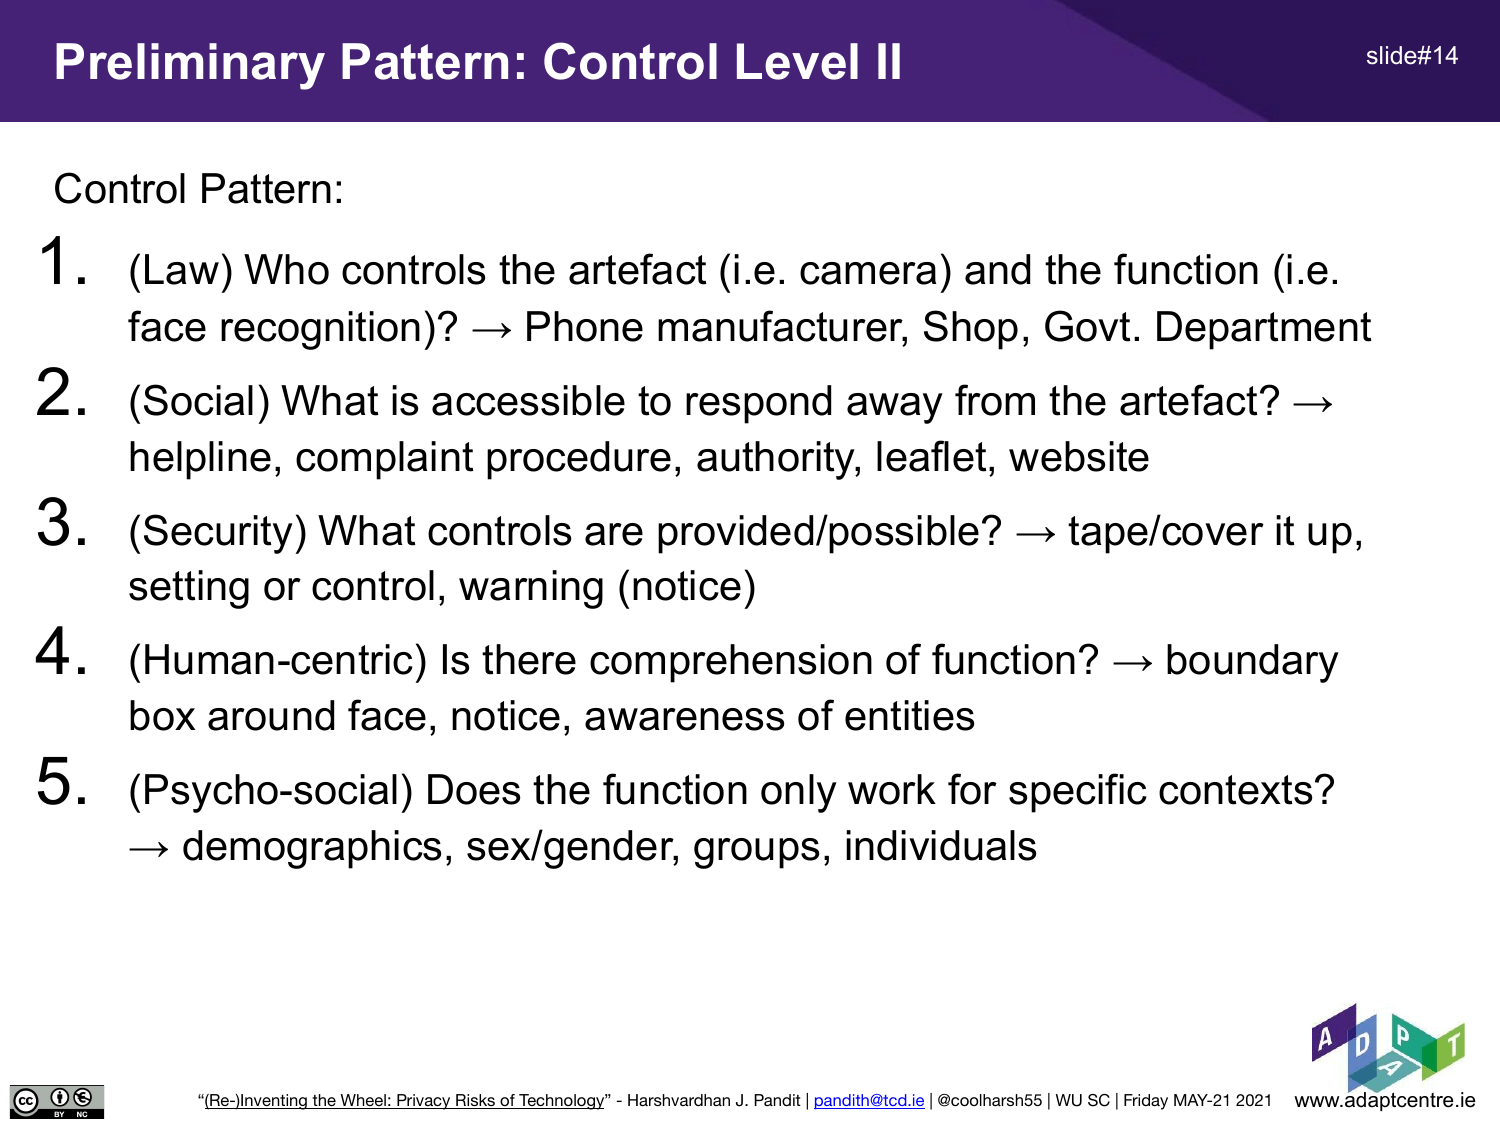 Preliminary Pattern: Control Level II
slide#14
Control Pattern:
1. (Law) Who controls the artefact (i.e. camera) and the function (i.e.
face recognition)? → Phone manufacturer, Shop, Govt. Department
2. (Social) What is accessible to respond away from the artefact? →
helpline, complaint procedure, authority, leaflet, website
3. (Security) What controls are provided/possible? → tape/cover it up,
setting or control, warning (notice)
4. (Human-centric) Is there comprehension of function? → boundary
box around face, notice, awareness of entities
5. (Psycho-social) Does the function only work for specific contexts?
→ demographics, sex/gender, groups, individuals
ADAPT
cc BY NC
“(Re-)Inventing the Wheel: Privacy Risks of Technology” - Harshvardhan J. Pandit | pandith@tcd.ie | @coolharsh55 | WU SC | Friday MAY-21 2021
www.adaptcentre.ie